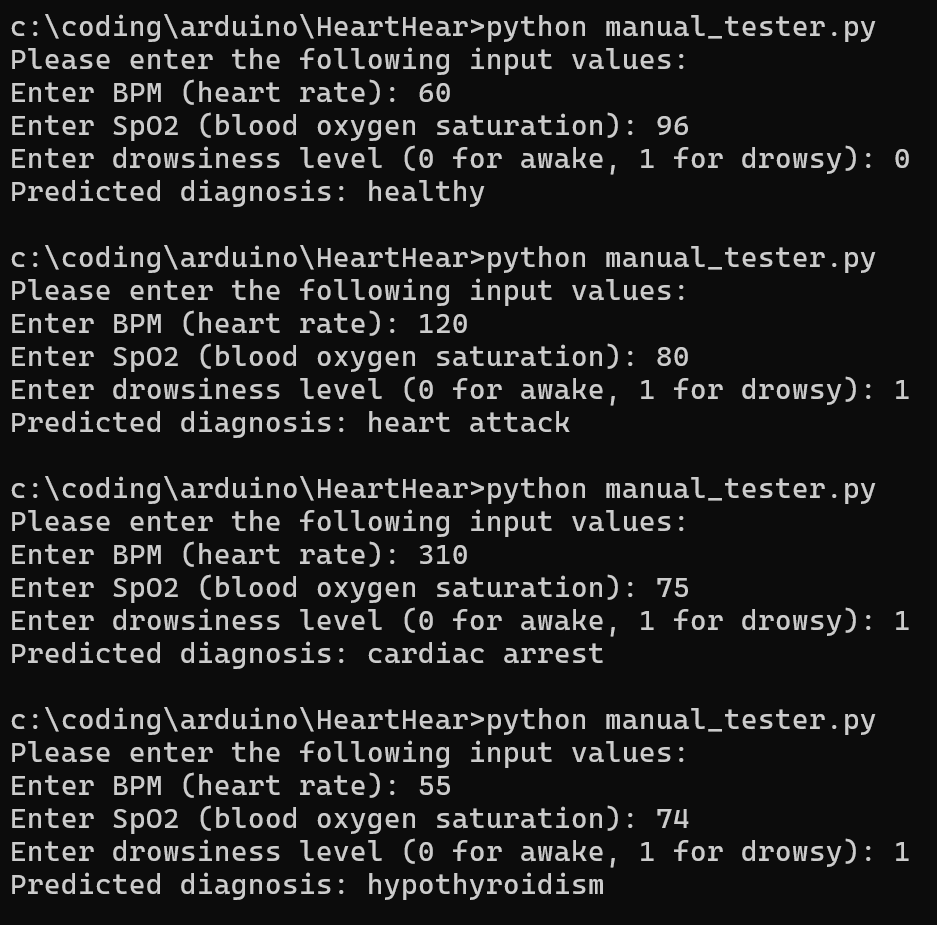 c:\coding\arduino\HeartHear>python manual_tester.py
Please enter the following input values:
Enter BPM (heart rate): 60
Enter SpO2 (blood oxygen saturation): 96
Enter drowsiness level (0 for awake, 1 for drowsy): 0
Predicted diagnosis: healthy

c:\coding\arduino\HeartHear>python manual_tester.py
Please enter the following input values:
Enter BPM (heart rate): 120
Enter SpO2 (blood oxygen saturation): 80
Enter drowsiness level (0 for awake, 1 for drowsy): 1
Predicted diagnosis: heart attack

c:\coding\arduino\HeartHear>python manual_tester.py
Please enter the following input values:
Enter BPM (heart rate): 310
Enter SpO2 (blood oxygen saturation): 75
Enter drowsiness level (0 for awake, 1 for drowsy): 1
Predicted diagnosis: cardiac arrest

c:\coding\arduino\HeartHear>python manual_tester.py
Please enter the following input values:
Enter BPM (heart rate): 55
Enter SpO2 (blood oxygen saturation): 74
Enter drowsiness level (0 for awake, 1 for drowsy): 1
Predicted diagnosis: hypothyroidism